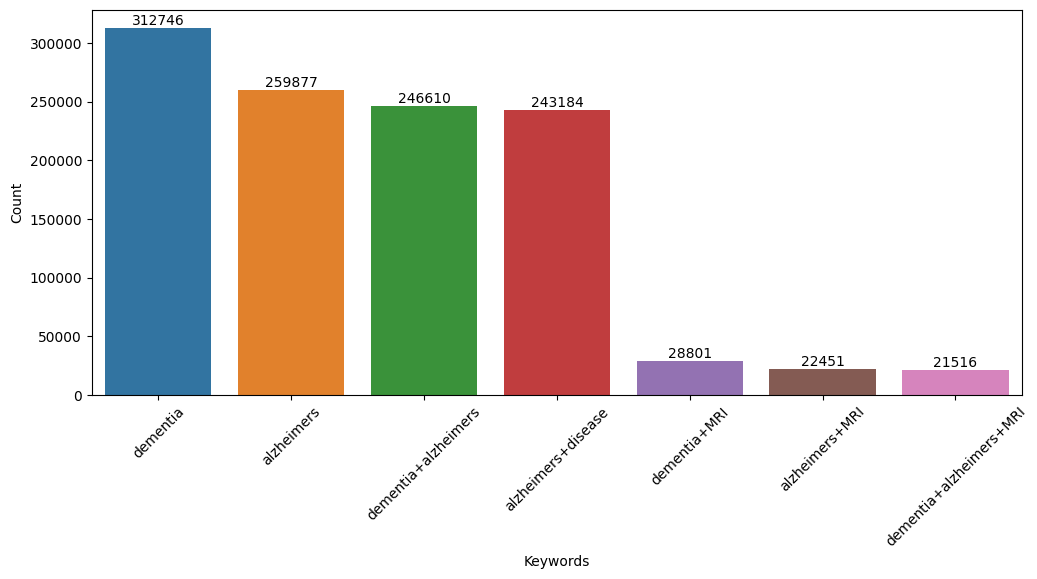 312746
259877
246610
243184
28801
22451
21516
300000
250000
200000
150000
100000
50000
0
Count
dementia
alzheimers
dementia+alzheimers
alzheimers+disease
dementia+MRI
alzheimers+MRI
dementia+alzheimers+MRI
Keywords